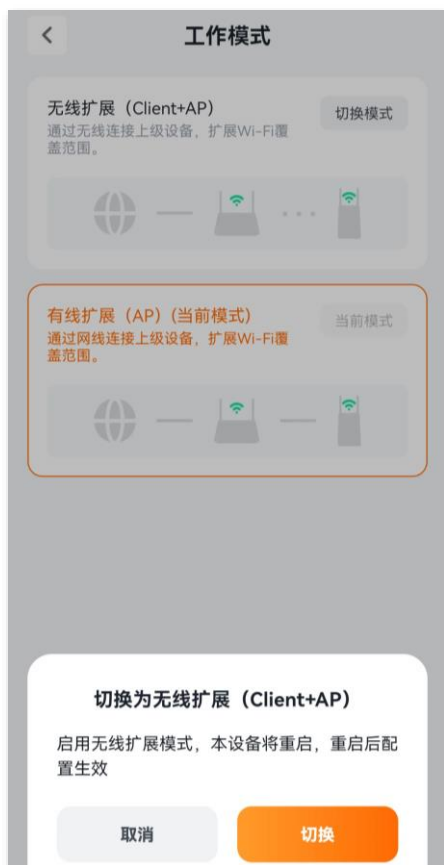 工作模式
无线扩展（Client+AP）
切换模式
通过无线连接上级设备，扩展Wi-Fi覆
盖范围。
有线扩展（AP）(当前模式）
当前模式
通过网线连接上级设备，扩展Wi-Fi覆
盖范围。
切换为无线扩展（Client+AP）
启用无线扩展模式，本设备将重启，重启后配
置生效
取消
切换